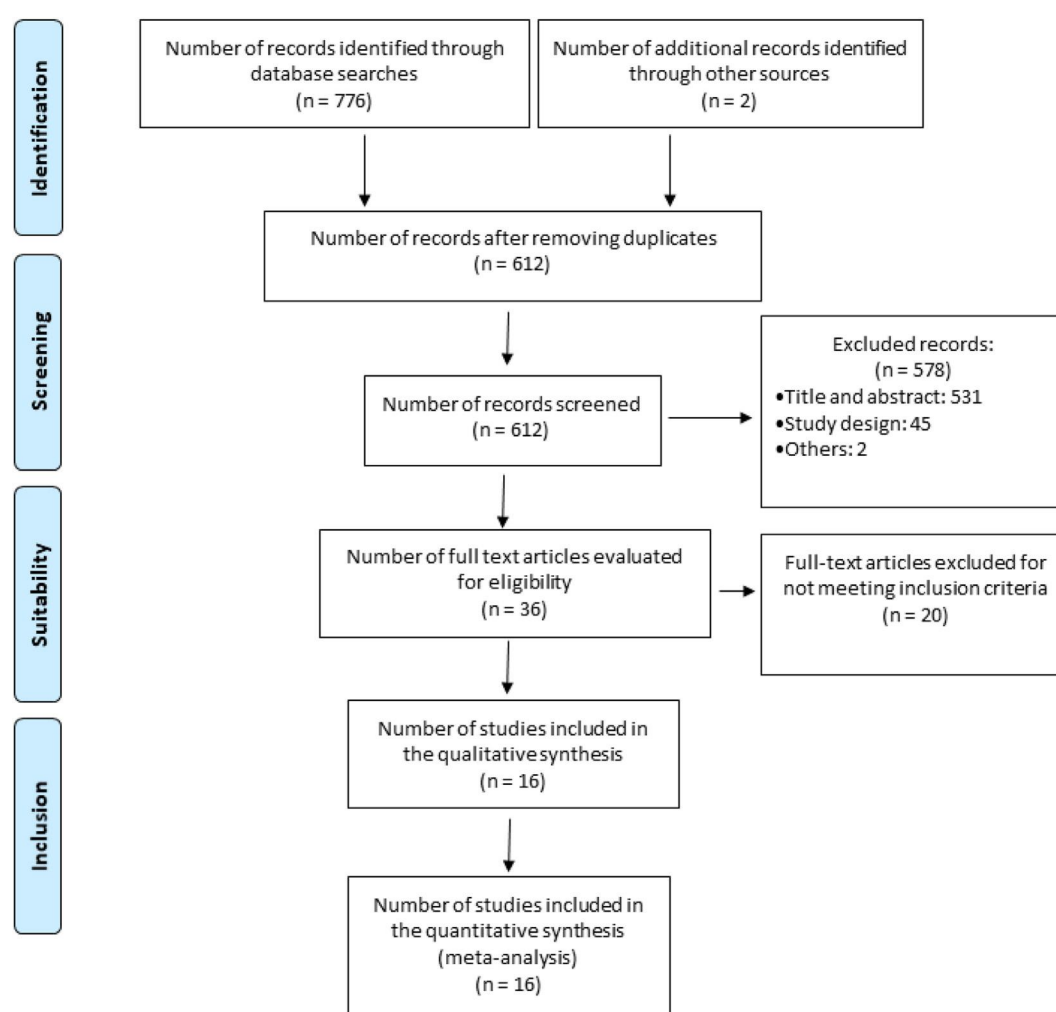 Identification
Number of records identified through
database searches
(n = 776)
Number of additional records identified
through other sources
(n = 2)
Number of records after removing duplicates
(n = 612)
Screening
Number of records screened
(n = 612)
Excluded records:
(n = 578)
•Title and abstract: 531
•Study design: 45
•Others: 2
Suitability
Number of full text articles evaluated
for eligibility
(n = 36)
Full-text articles excluded for
not meeting inclusion criteria
(n = 20)
Inclusion
Number of studies included in
the qualitative synthesis
(n = 16)
Number of studies included in
the quantitative synthesis
(meta-analysis)
(n = 16)